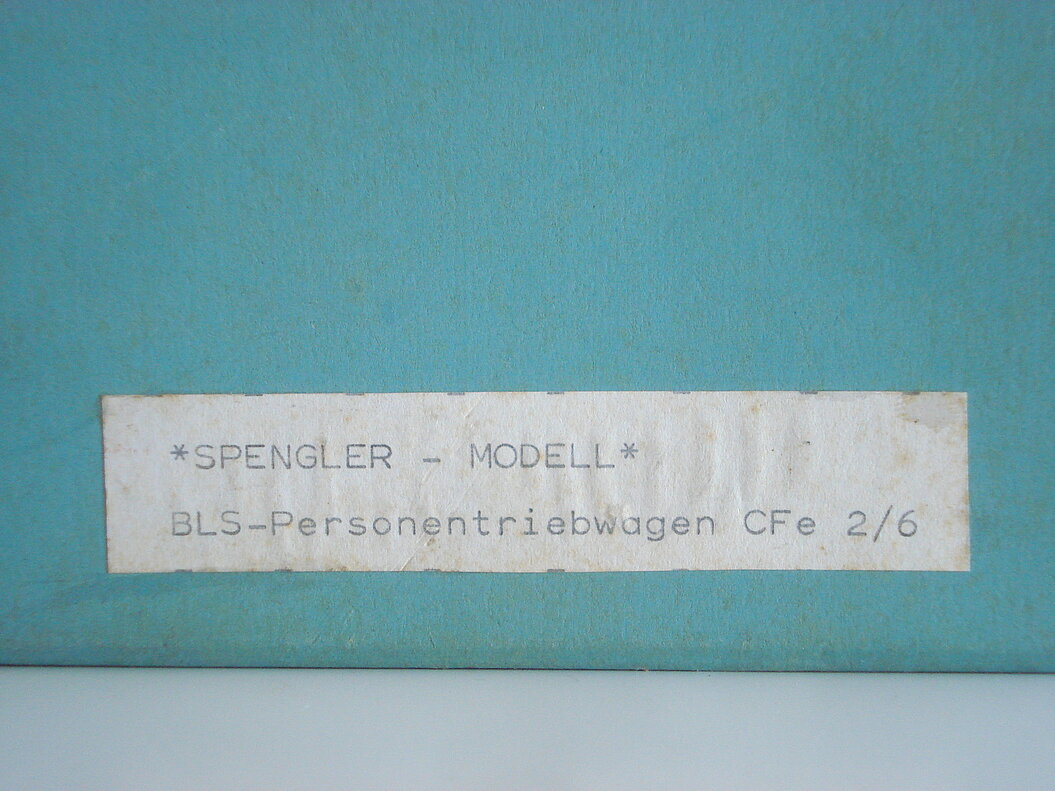 *SPENGLER - MODELL*
BLS-Personentriebwagen CFe 2/6